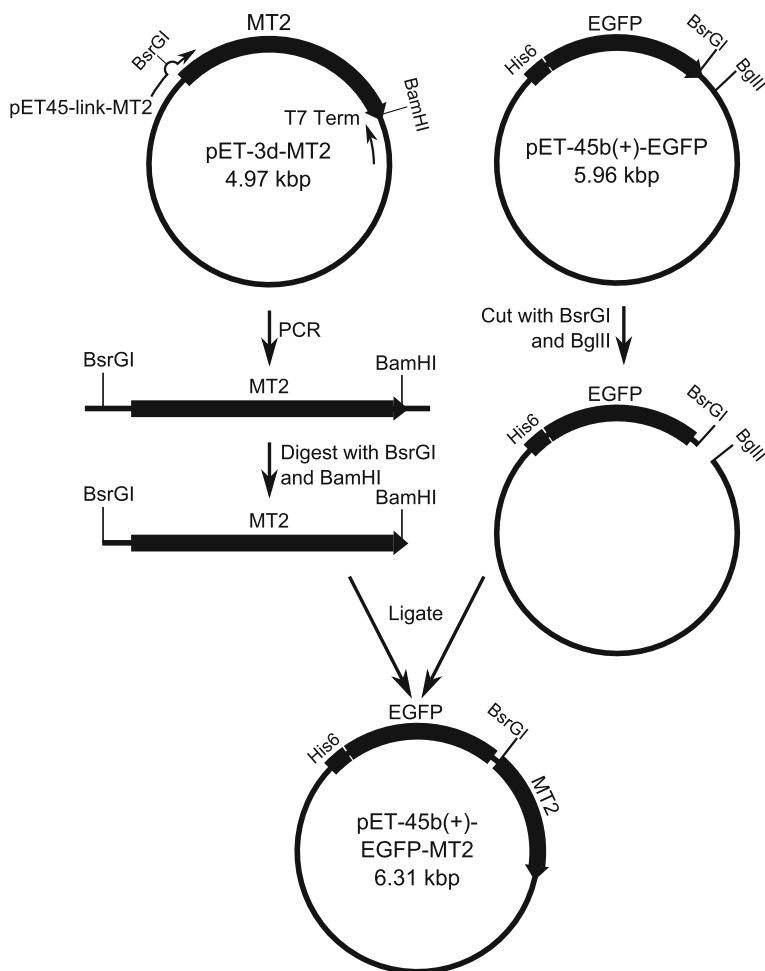 MT2
BsrGI
pET45-link-MT2
BamHI
T7 Term
pET-3d-MT2
4.97 kbp
EGFP
His6
BsrGI
BglII
pET-45b(+)-EGFP
5.96 kbp
PCR
Cut with BsrGI
and BglII
BsrGI
MT2
BamHI
Digest with BsrGI
and BamHI
BsrGI
MT2
BamHI
EGFP
His6
BsrGI
BglII
Ligate
EGFP
His6
BsrGI
MT2
pET-45b(+)-
EGFP-MT2
6.31 kbp